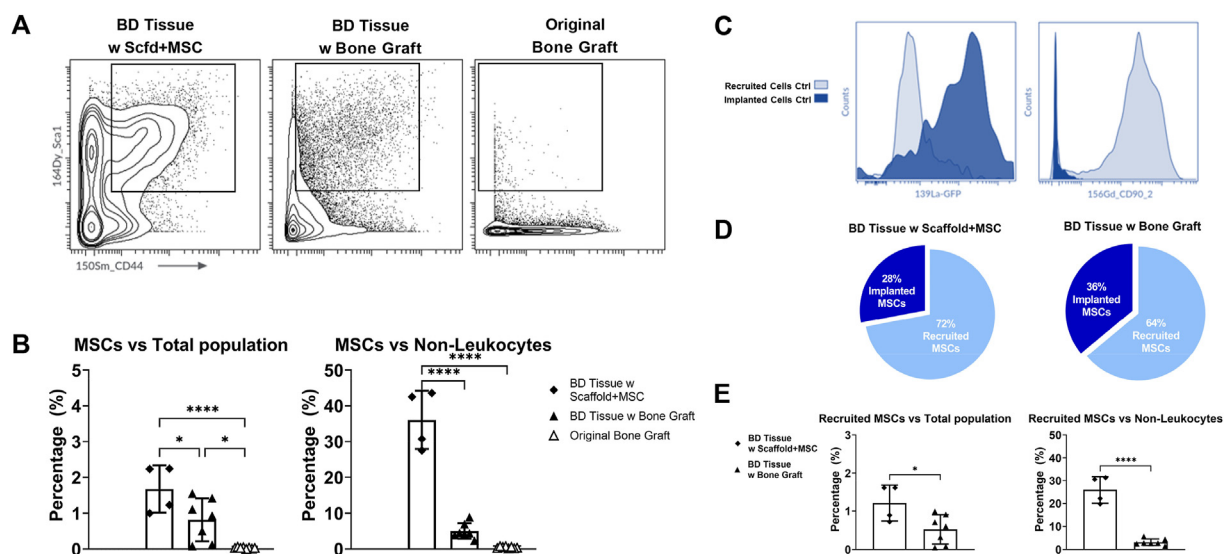 A
BD Tissue
w Scfd+MSC
BD Tissue
w Bone Graft
Original
Bone Graft
164Dy_Sca1
150Sm_CD44
B
MSCs vs Total population
Percentage (%)
5
4
3
2
1
0
****
*
*
MSCs vs Non-Leukocytes
Percentage (%)
50
40
30
20
10
0
****
****
BD Tissue w
Scaffold+MSC
BD Tissue w Bone Graft
Original Bone Graft
C
Recruited Cells Ctrl
Implanted Cells Ctrl
Counts
139La-GFP
Counts
156Gd_CD90_2
D
BD Tissue w Scaffold+MSC
28%
Implanted
MSCs
72%
Recruited
MSCs
BD Tissue w Bone Graft
36%
Implanted
MSCs
64%
Recruited
MSCs
E
BD Tissue
w Scaffold+MSC
BD Tissue
w Bone Graft
Recruited MSCs vs Total population
Percentage (%)
3
2
1
0
*
Recruited MSCs vs Non-Leukocytes
Percentage (%)
50
40
30
20
10
0
****